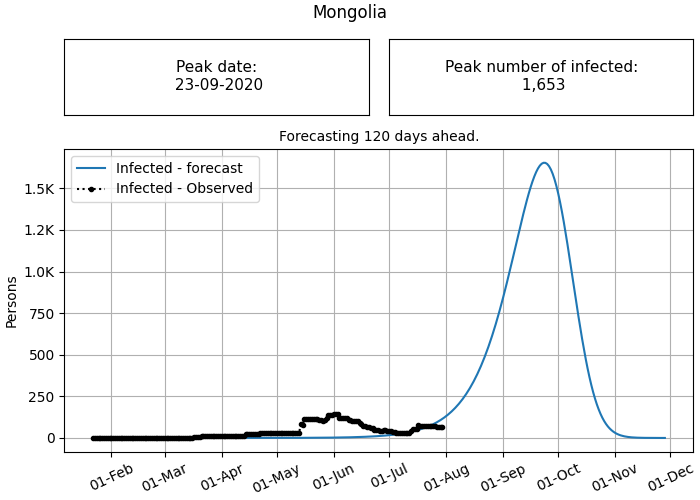 Mongolia
Peak date:
23-09-2020
Peak number of infected:
1,653
Forecasting 120 days ahead.
Infected - forecast
Infected - Observed
Persons
1.5K
1.2K
1.0K
750
500
250
0
01-Feb
01-Mar
01-Apr
01-May
01-Jun
01-Jul
01-Aug
01-Sep
01-Oct
01-Nov
01-Dec